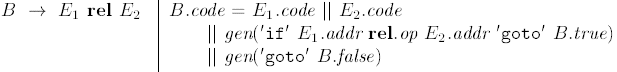 B → E₁ rel E₂ | B.code = E₁.code || E₂.code
|| gen('if' E₁.addr rel.op E₂.addr 'goto' B.true)
|| gen('goto' B.false)